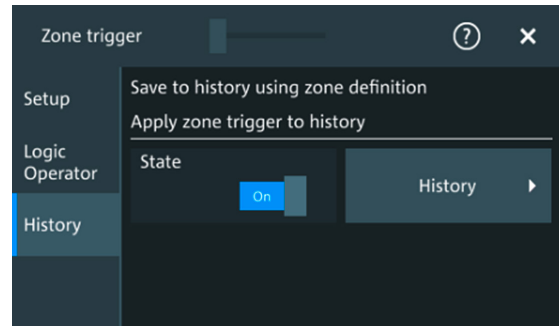 Zone trigger
?
Setup
Logic
Operator
History
Save to history using zone definition
Apply zone trigger to history
State
On
History